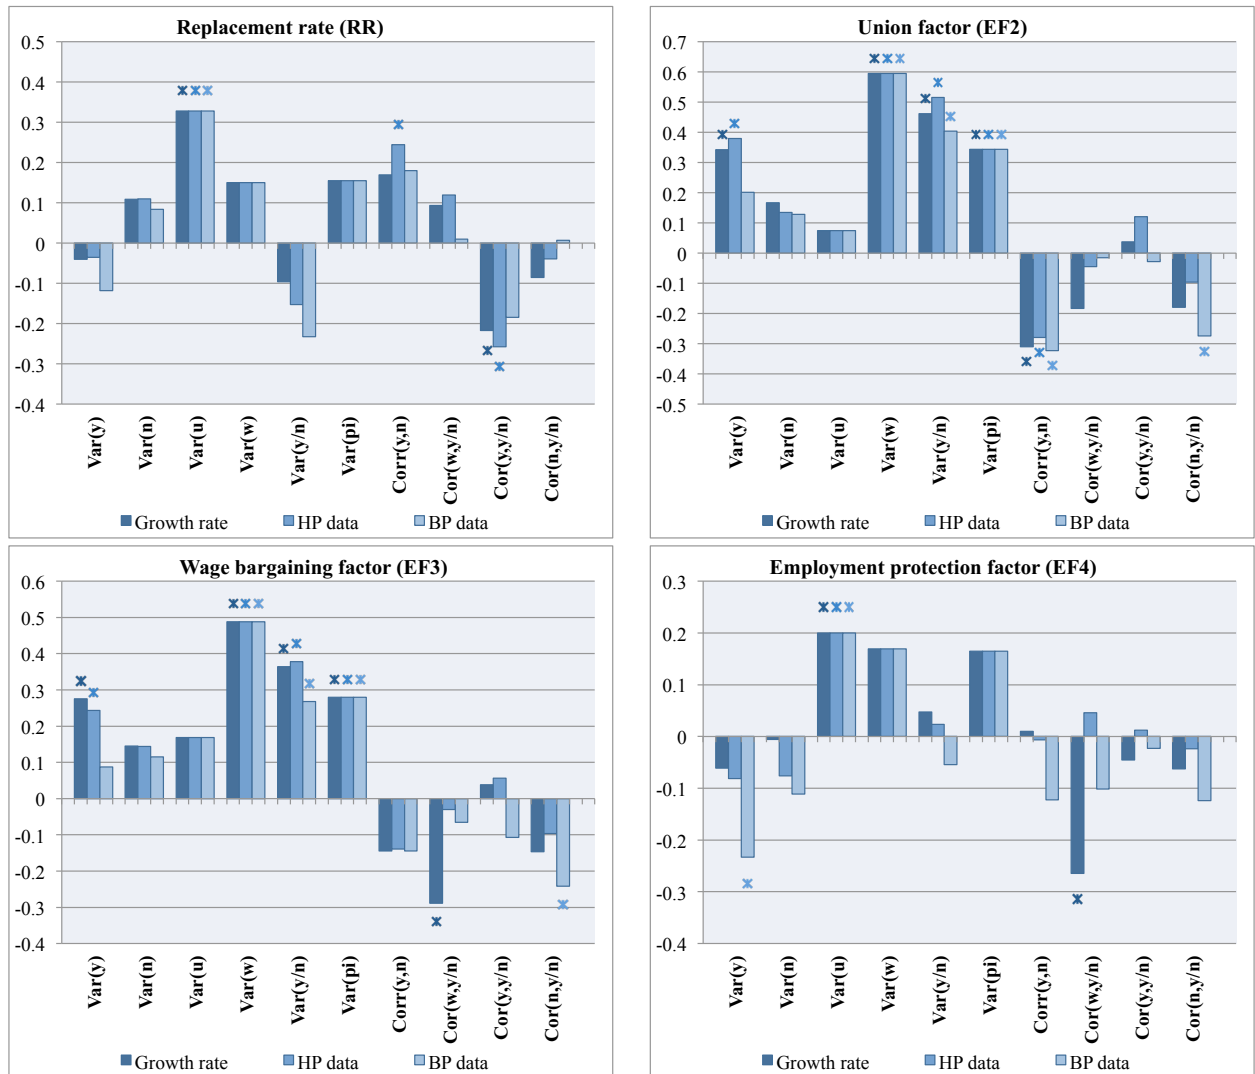 Replacement rate (RR)
0.5
0.4
0.3
0.2
0.1
0
-0.1
-0.2
-0.3
-0.4
Var(y)
Var(n)
Var(u)
Var(w)
Var(y/n)
Var(pi)
Corr(y,n)
Cor(w,y/n)
Cor(y,y/n)
Cor(n,y/n)
Growth rate HP data BP data
Union factor (EF2)
0.7
0.6
0.5
0.4
0.3
0.2
0.1
0
-0.1
-0.2
-0.3
-0.4
-0.5
Var(y)
Var(n)
Var(u)
Var(w)
Var(y/n)
Var(pi)
Corr(y,n)
Cor(w,y/n)
Cor(y,y/n)
Cor(n,y/n)
Growth rate HP data BP data
Wage bargaining factor (EF3)
0.6
0.5
0.4
0.3
0.2
0.1
0
-0.1
-0.2
-0.3
-0.4
Var(y)
Var(n)
Var(u)
Var(w)
Var(y/n)
Var(pi)
Corr(y,n)
Cor(w,y/n)
Cor(y,y/n)
Cor(n,y/n)
Growth rate HP data BP data
Employment protection factor (EF4)
0.3
0.2
0.1
0
-0.1
-0.2
-0.3
-0.4
Var(y)
Var(n)
Var(u)
Var(w)
Var(y/n)
Var(pi)
Corr(y,n)
Cor(w,y/n)
Cor(y,y/n)
Cor(n,y/n)
Growth rate HP data BP data